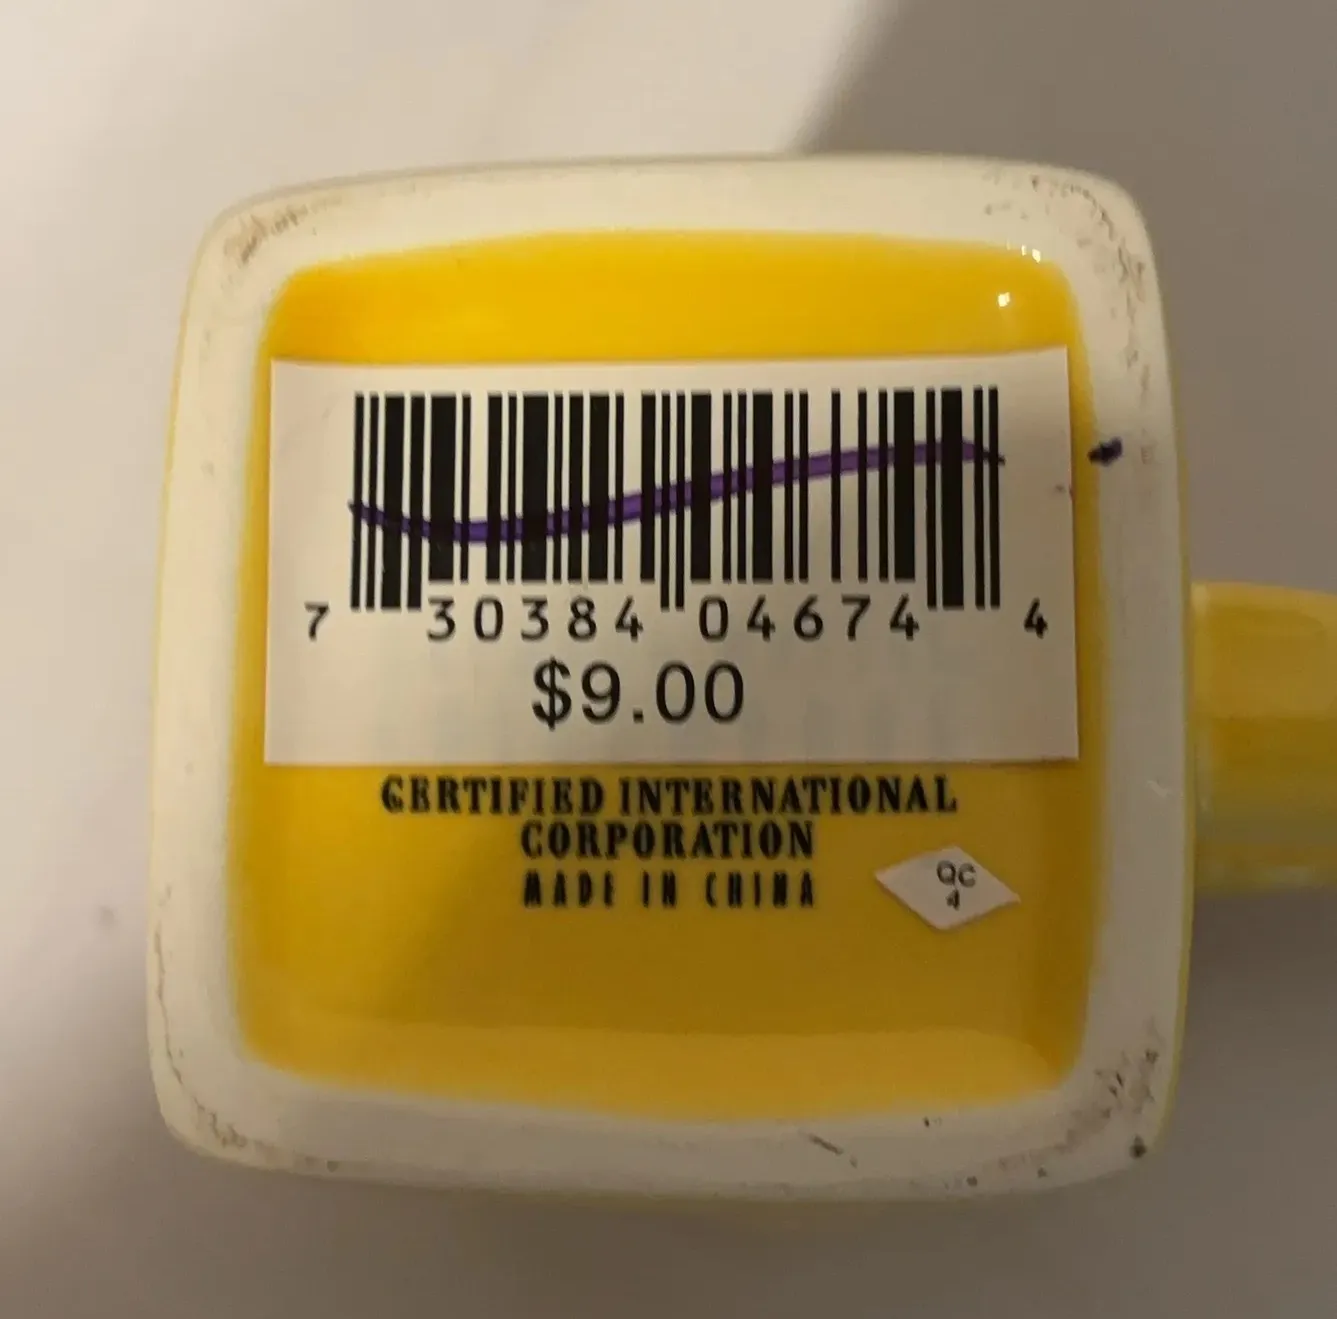 7 30384 04674 4
$9.00
CERTIFIED INTERNATIONAL
CORPORATION
MADE IN CHINA
QC
4